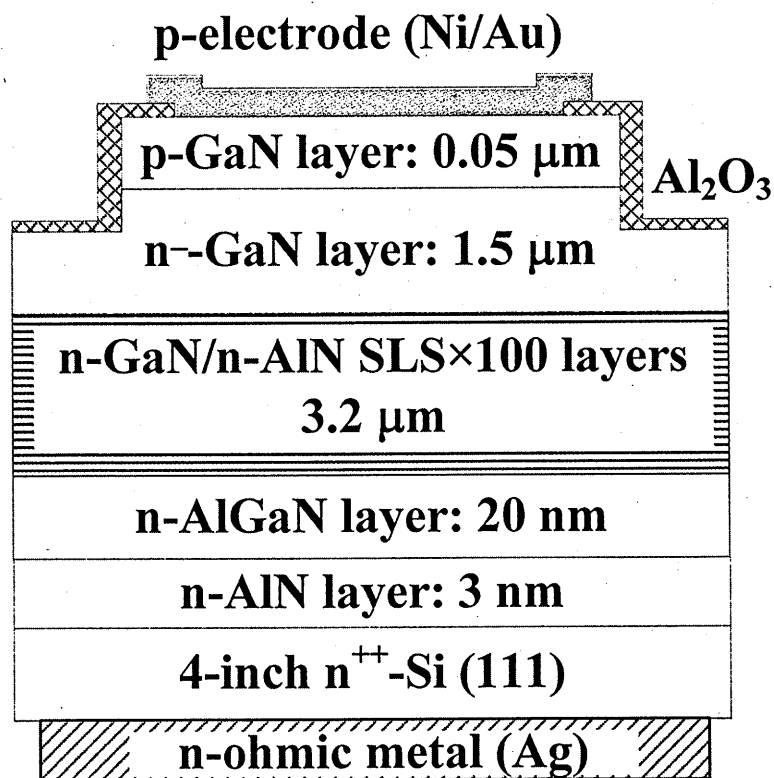 p-electrode (Ni/Au)
p-GaN layer: 0.05 μm
Al₂O₃
n⁻-GaN layer: 1.5 μm
n-GaN/n-AlN SLS×100 layers
3.2 μm
n-AlGaN layer: 20 nm
n-AlN layer: 3 nm
4-inch n⁺⁺-Si (111)
n-ohmic metal (Ag)